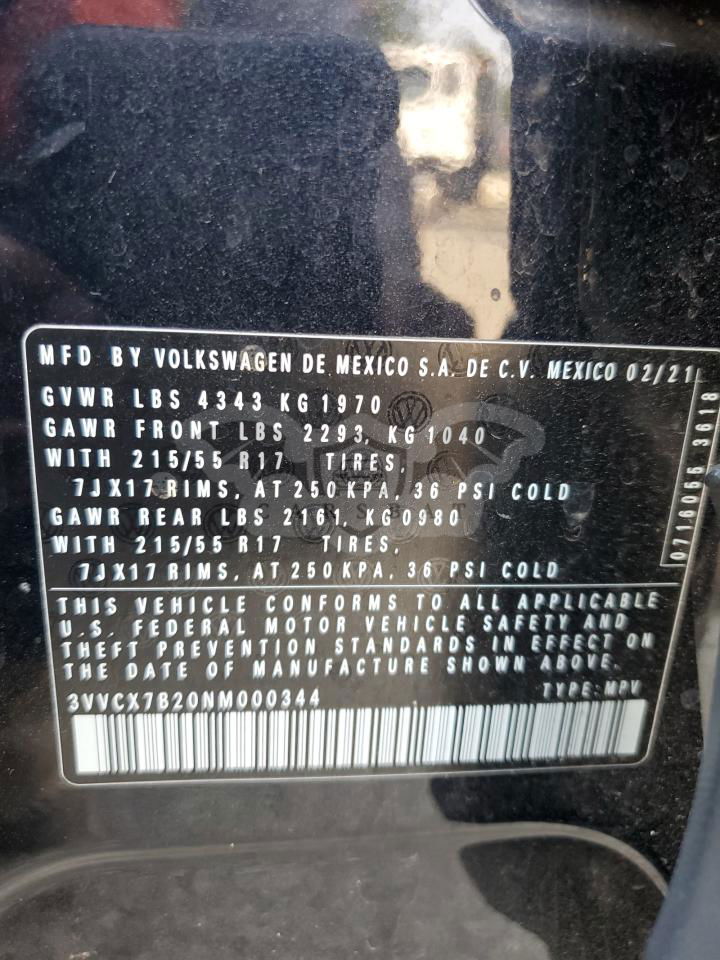 MFD BY VOLKSWAGEN DE MEXICO S.A. DE C.V. MEXICO 02/21
GVWR LBS 4343 KG 1970
GAWR FRONT LBS 2293, KG 1040
WITH 215/55 R17 TIRES,
7JX17 RIMS, AT 250 KPA, 36 PSI COLD
GAWR REAR LBS 2161, KG 0980
WITH 215/55 R17 TIRES,
7JX17 RIMS, AT 250 KPA, 36 PSI COLD
0716066 3618
THIS VEHICLE CONFORMS TO ALL APPLICABLE
U.S. FEDERAL MOTOR VEHICLE SAFETY AND
THEFT PREVENTION STANDARDS IN EFFECT ON
THE DATE OF MANUFACTURE SHOWN ABOVE.
3VVCX7B20NM000344 TYPE: MPV
CARSBAT